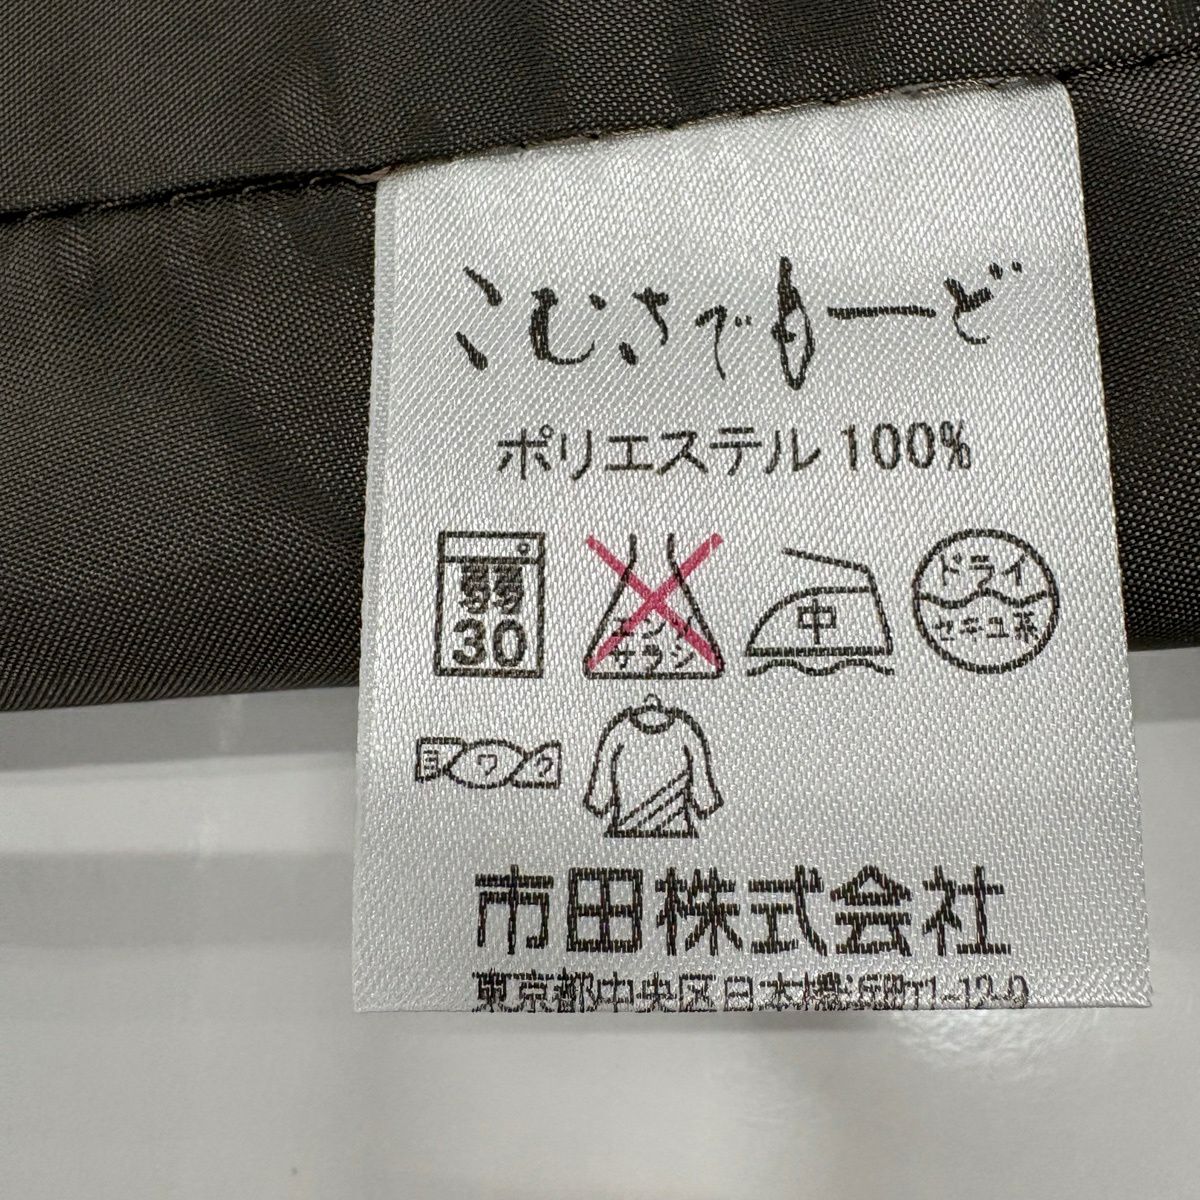 こむさでもーど
ポリエステル 100%
弱
30
エンソ
サラシ
中
ドライ
セキユ系
ヨワク
市田株式会社
東京都中央区日本橋